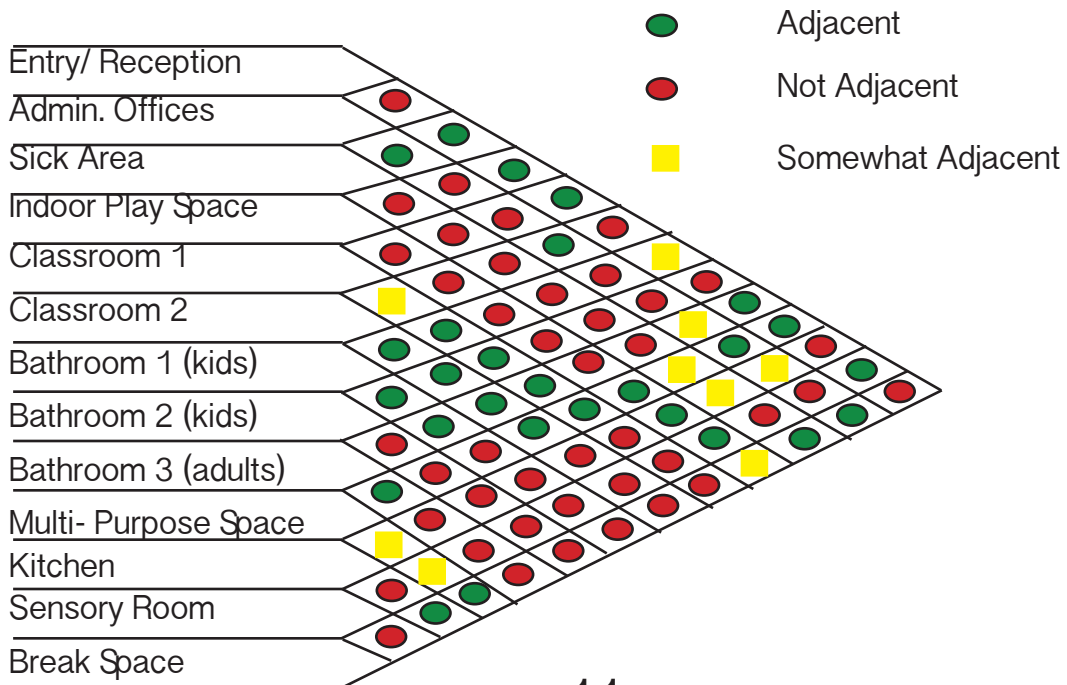 Adjacent
Not Adjacent
Somewhat Adjacent
Entry/ Reception
Admin. Offices
Sick Area
Indoor Play Space
Classroom 1
Classroom 2
Bathroom 1 (kids)
Bathroom 2 (kids)
Bathroom 3 (adults)
Multi- Purpose Space
Kitchen
Sensory Room
Break Space